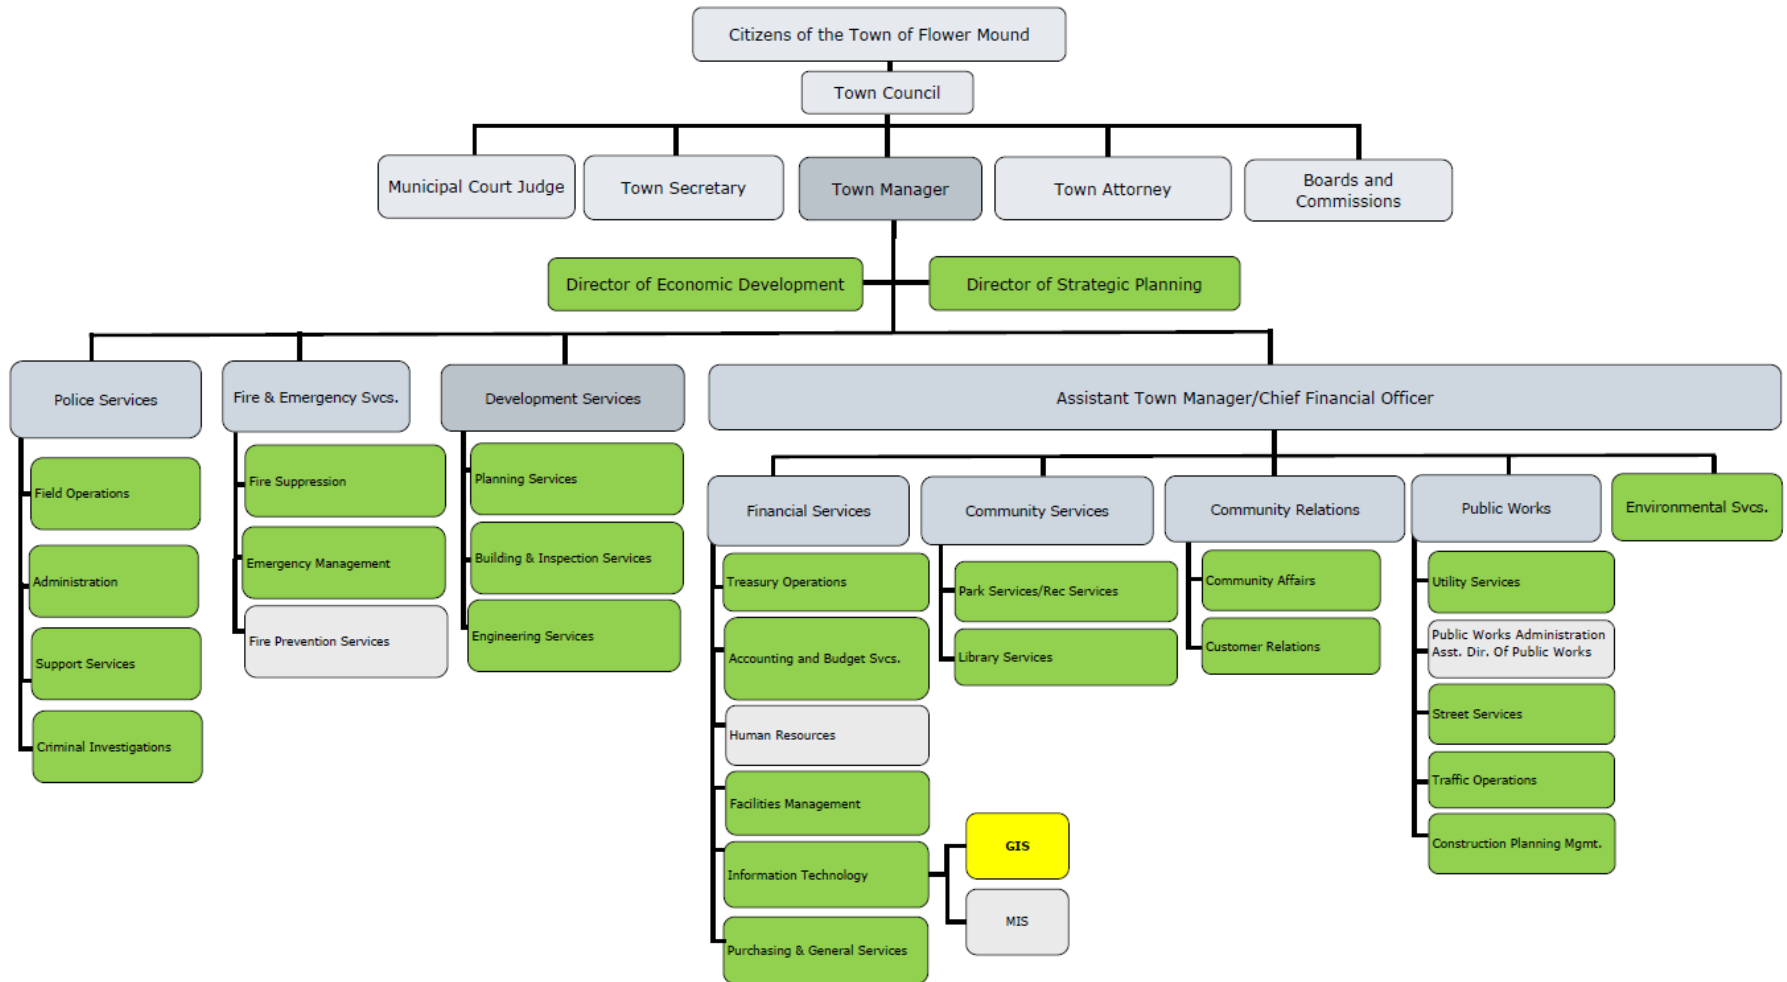 Citizens of the Town of Flower Mound
Town Council
Municipal Court Judge
Town Secretary
Town Manager
Town Attorney
Boards and
Commissions
Director of Economic Development
Director of Strategic Planning
Police Services
Fire & Emergency Svcs.
Development Services
Assistant Town Manager/Chief Financial Officer
Field Operations
Administration
Support Services
Criminal Investigations
Fire Suppression
Emergency Management
Fire Prevention Services
Planning Services
Building & Inspection Services
Engineering Services
Financial Services
Community Services
Community Relations
Public Works
Environmental Svcs.
Treasury Operations
Accounting and Budget Svcs.
Human Resources
Facilities Management
Information Technology
Purchasing & General Services
GIS
MIS
Park Services/Rec Services
Library Services
Community Affairs
Customer Relations
Utility Services
Public Works Administration
Asst. Dir. Of Public Works
Street Services
Traffic Operations
Construction Planning Mgmt.